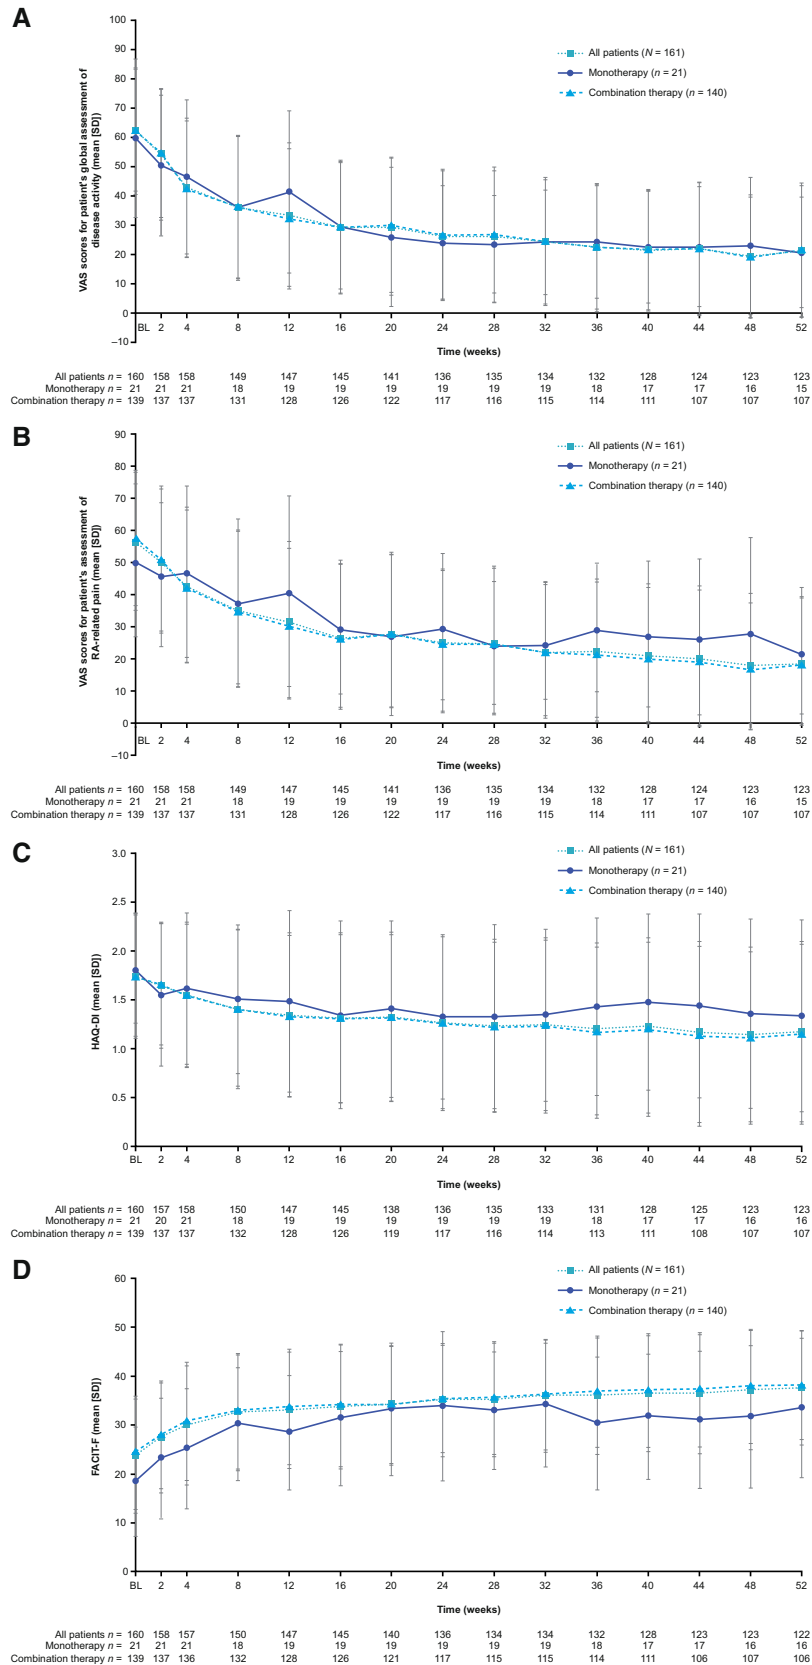 A
100
90
80
70
60
50
40
30
20
10
0
–10
VAS scores for patient's global assessment of
disease activity (mean [SD])
All patients (N = 161)
Monotherapy (n = 21)
Combination therapy (n = 140)
BL 2 4 8 12 16 20 24 28 32 36 40 44 48 52
Time (weeks)
All patients n = 160 158 158 149 147 145 141 136 135 134 132 128 124 123 123
Monotherapy n = 21 21 21 18 19 19 19 19 19 19 18 17 17 16 15
Combination therapy n = 139 137 137 131 128 126 122 117 116 115 114 111 107 107 107
B
90
80
70
60
50
40
30
20
10
0
–10
VAS scores for patient's assessment of
RA-related pain (mean [SD])
All patients (N = 161)
Monotherapy (n = 21)
Combination therapy (n = 140)
BL 2 4 8 12 16 20 24 28 32 36 40 44 48 52
Time (weeks)
All patients n = 160 158 158 149 147 145 141 136 135 134 132 128 124 123 123
Monotherapy n = 21 21 21 18 19 19 19 19 19 19 18 17 17 16 15
Combination therapy n = 139 137 137 131 128 126 122 117 116 115 114 111 107 107 107
C
3.0
2.5
2.0
1.5
1.0
0.5
0
HAQ-DI (mean [SD])
All patients (N = 161)
Monotherapy (n = 21)
Combination therapy (n = 140)
BL 2 4 8 12 16 20 24 28 32 36 40 44 48 52
Time (weeks)
All patients n = 160 157 158 150 147 145 138 136 135 133 131 128 125 123 123
Monotherapy n = 21 20 21 18 19 19 19 19 19 19 18 17 17 16 16
Combination therapy n = 139 137 137 132 128 126 119 117 116 114 113 111 108 107 107
D
60
50
40
30
20
10
0
FACIT-F (mean [SD])
All patients (N = 161)
Monotherapy (n = 21)
Combination therapy (n = 140)
BL 2 4 8 12 16 20 24 28 32 36 40 44 48 52
Time (weeks)
All patients n = 160 158 157 150 147 145 140 136 134 134 132 128 123 123 122
Monotherapy n = 21 21 21 18 19 19 19 19 19 19 18 17 17 16 16
Combination therapy n = 139 137 136 132 128 126 121 117 115 115 114 111 106 107 106